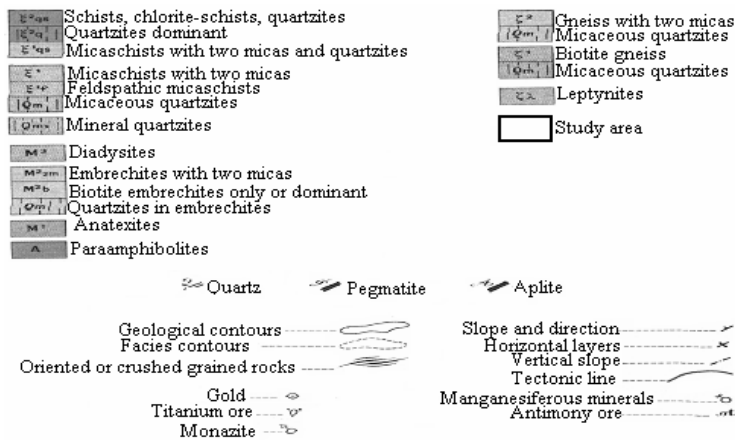 Schists, chlorite-schists, quartzites
Quartzites dominant
Micaschists with two micas and quartzites
Micaschists with two micas
Feldspathic micaschists
Micaceous quartzites
Mineral quartzites
Diadysites
Embrechites with two micas
Biotite embrechites only or dominant
Quartzites in embrechites
Anatexites
Paraamphibolites
Gneiss with two micas
Micaceous quartzites
Biotite gneiss
Micaceous quartzites
Leptynites
Study area
Quartz Pegmatite Aplite
Geological contours
Facies contours
Oriented or crushed grained rocks
Gold
Titanium ore
Monazite
Slope and direction
Horizontal layers
Vertical slope
Tectonic line
Manganesiferous minerals
Antimony ore